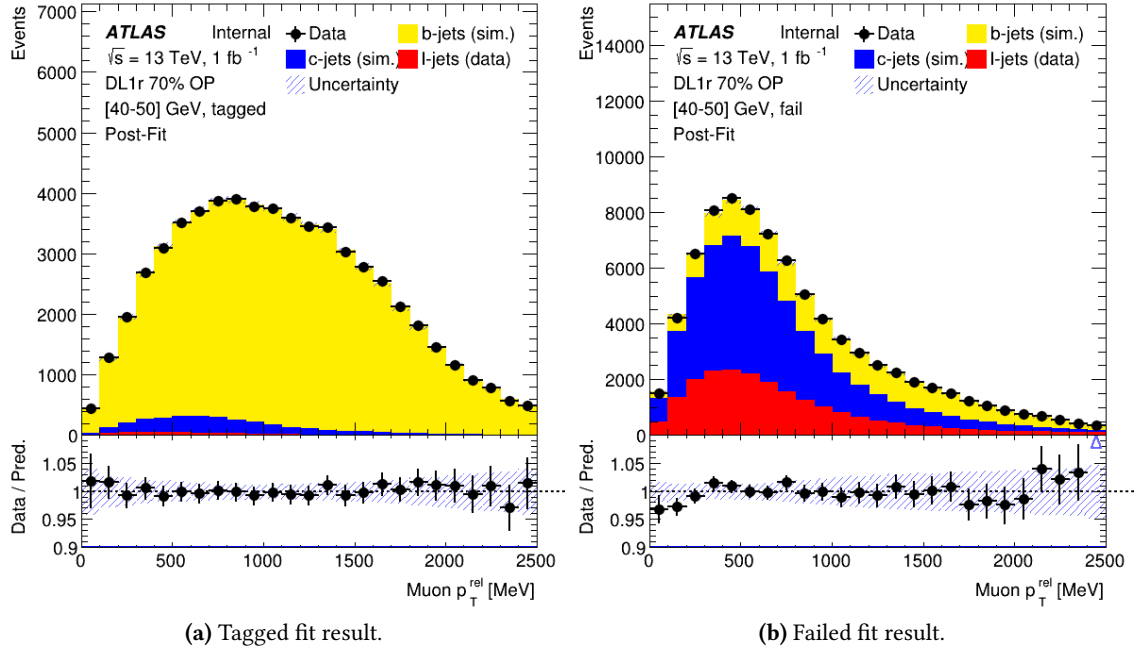 Events
7000
6000
5000
4000
3000
2000
1000
0
ATLAS Internal
√s = 13 TeV, 1 fb⁻¹
DL1r 70% OP
[40-50] GeV, tagged
Post-Fit
Data
b-jets (sim.)
c-jets (sim.)
l-jets (data)
Uncertainty
Data / Pred.
1.05
1
0.95
0.9
0 500 1000 1500 2000 2500
Muon p_T^rel [MeV]
(a) Tagged fit result.
Events
14000
12000
10000
8000
6000
4000
2000
0
ATLAS Internal
√s = 13 TeV, 1 fb⁻¹
DL1r 70% OP
[40-50] GeV, fail
Post-Fit
Data
b-jets (sim.)
c-jets (sim.)
l-jets (data)
Uncertainty
Data / Pred.
1.05
1
0.95
0.9
0 500 1000 1500 2000 2500
Muon p_T^rel [MeV]
(b) Failed fit result.